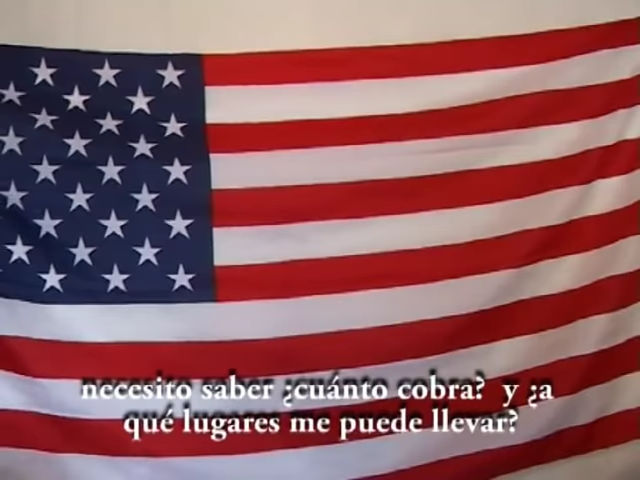 necesito saber ¿cuánto cobra? y ¿a
qué lugares me puede llevar?